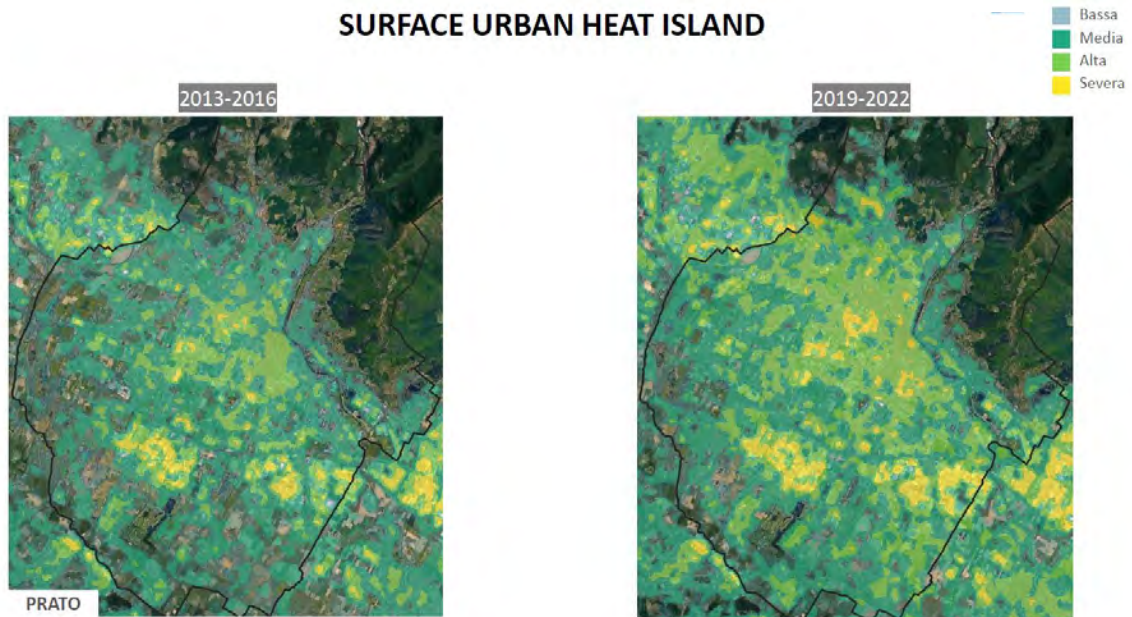 SURFACE URBAN HEAT ISLAND
Bassa
Media
Alta
Severa
2013-2016
2019-2022
PRATO